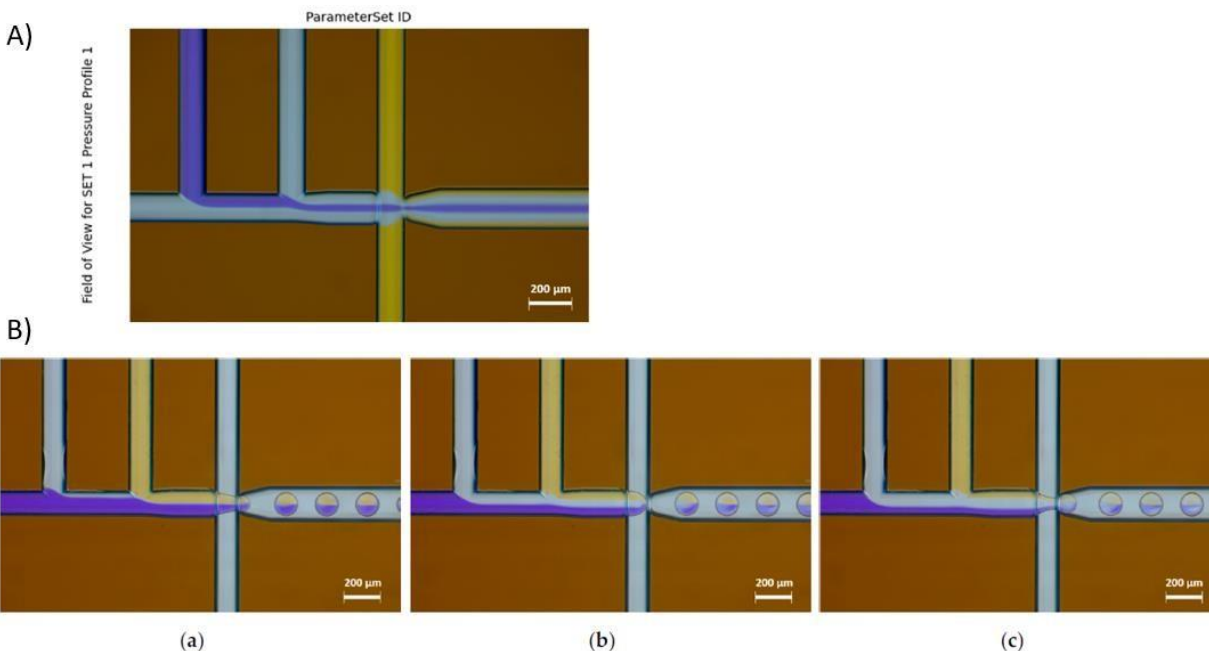 A)
ParameterSet ID
Field of View for SET 1 Pressure Profile 1
200 μm
B)
200 μm
200 μm
200 μm
(a)
(b)
(c)